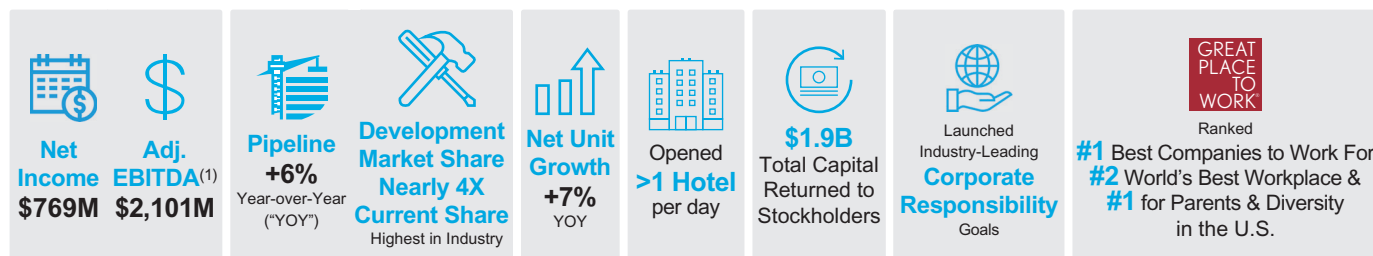 Net
Income
$769M
Adj.
EBITDA(1)
$2,101M
Pipeline
+6%
Year-over-Year
(“YOY”)
Development
Market Share
Nearly 4X
Current Share
Highest in Industry
Net Unit
Growth
+7%
YOY
Opened
>1 Hotel
per day
$1.9B
Total Capital
Returned to
Stockholders
Launched
Industry-Leading
Corporate
Responsibility
Goals
GREAT
PLACE
TO
WORK®
Ranked
#1 Best Companies to Work For
#2 World’s Best Workplace &
#1 for Parents & Diversity
in the U.S.